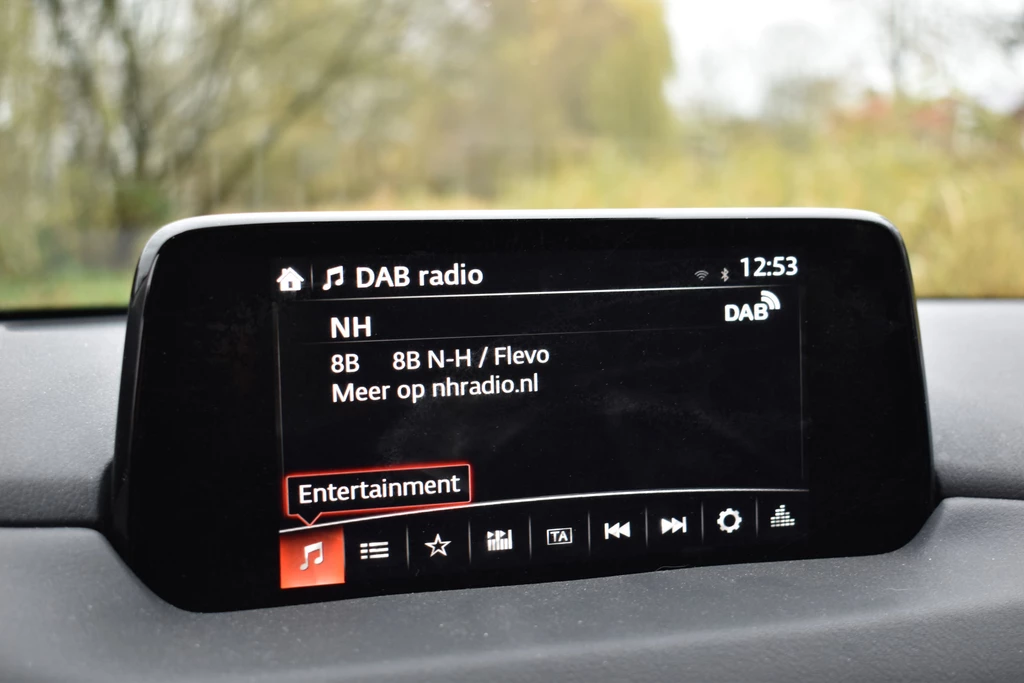 DAB radio
12:53
NH
DAB
8B 8B N-H / Flevo
Meer op nhradio.nl
Entertainment
TA